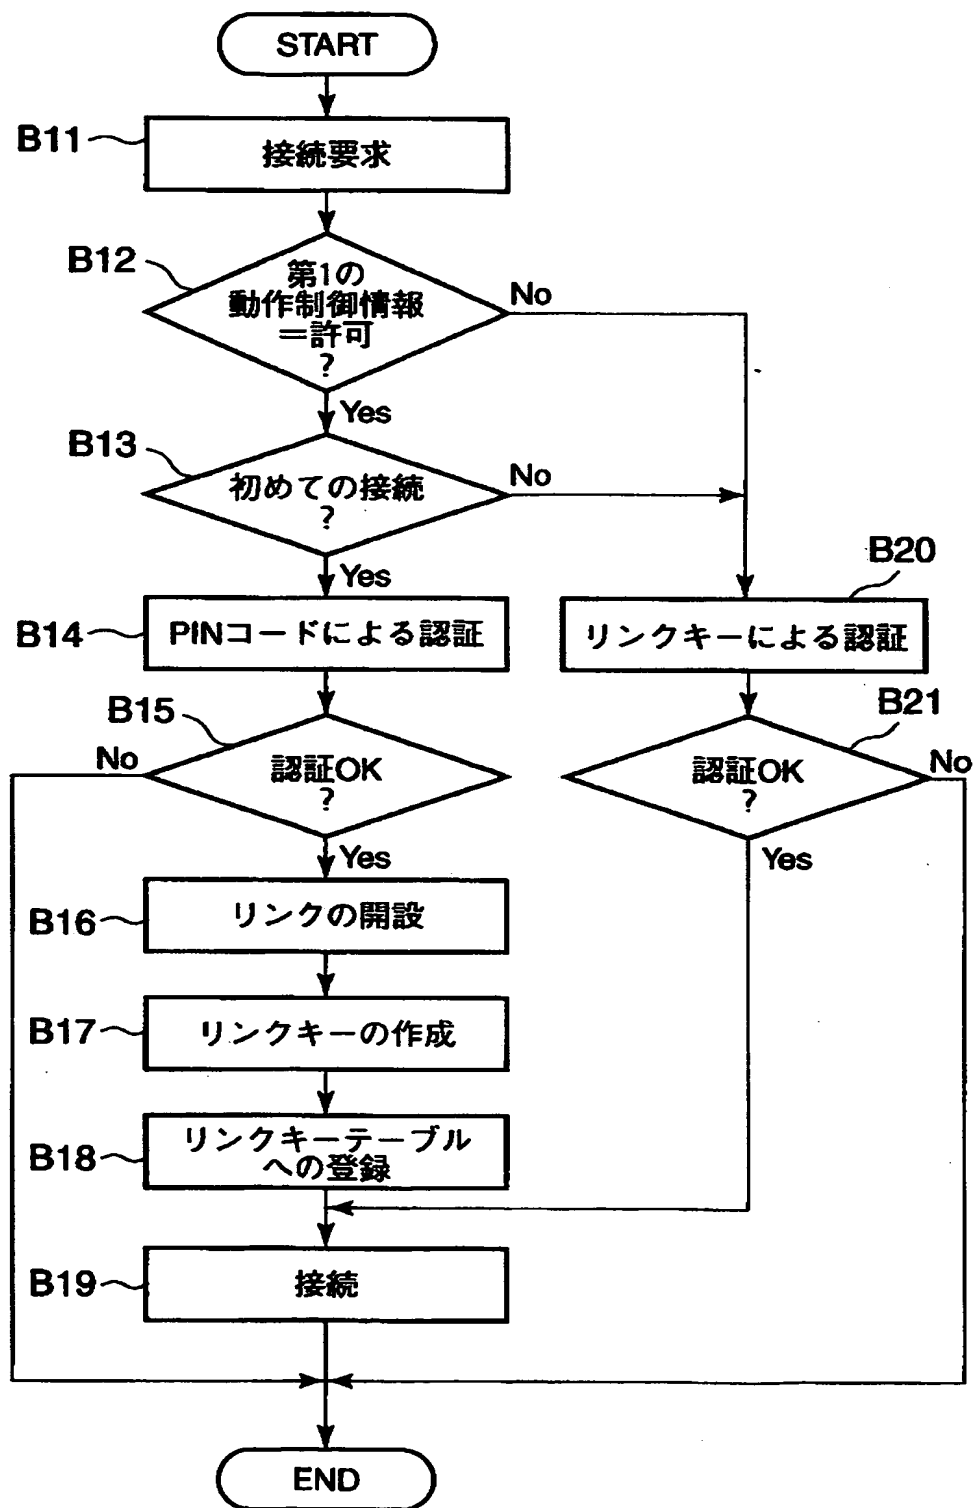 START
B11
接続要求
B12
第1の
動作制御情報
=許可
?
No
Yes
B13
初めての接続
?
No
Yes
B14
PINコードによる認証
B20
リンクキーによる認証
B15
No
認証OK
?
Yes
B21
認証OK
?
No
Yes
B16
リンクの開設
B17
リンクキーの作成
B18
リンクキーテーブル
への登録
B19
接続
END